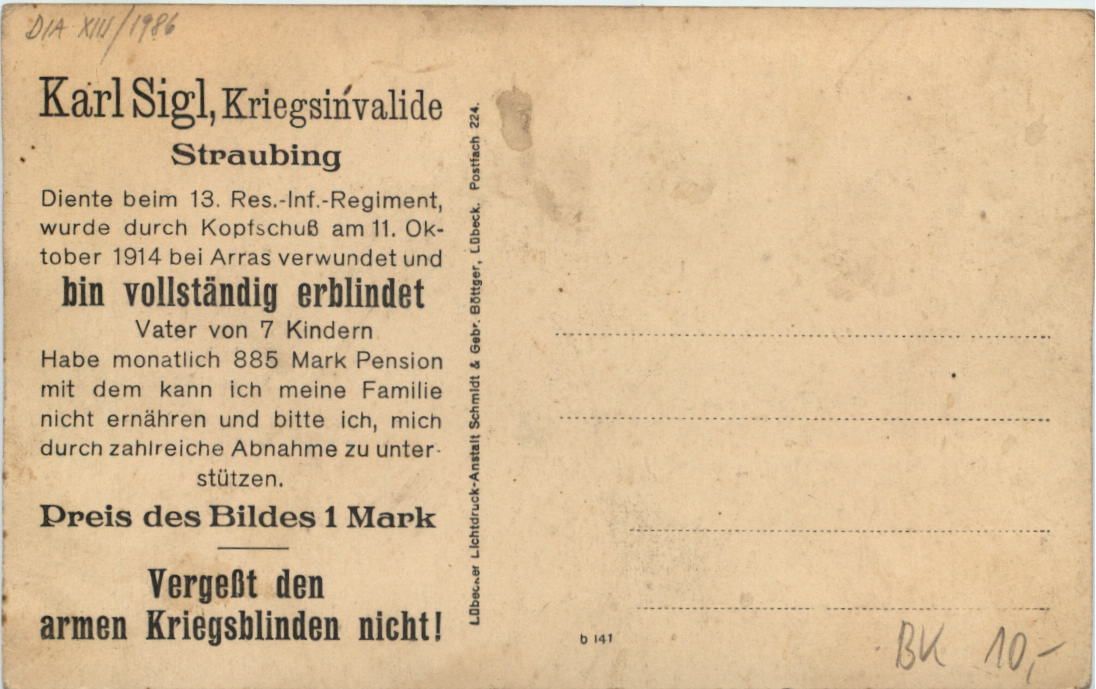 DIA XIII/1986
Karl Sigl, Kriegsinvalide
Straubing
Diente beim 13. Res.-Inf.-Regiment,
wurde durch Kopfschuß am 11. Ok-
tober 1914 bei Arras verwundet und
bin vollständig erblindet
Vater von 7 Kindern
Habe monatlich 885 Mark Pension
mit dem kann ich meine Familie
nicht ernähren und bitte ich, mich
durch zahlreiche Abnahme zu unter-
stützen.
Preis des Bildes 1 Mark
Vergeßt den
armen Kriegsblinden nicht!
Lübecker Lichtdruck-Anstalt Schmidt & Gebr. Böttger, Lübeck. Postfach 224.
b 141
BK 10,-